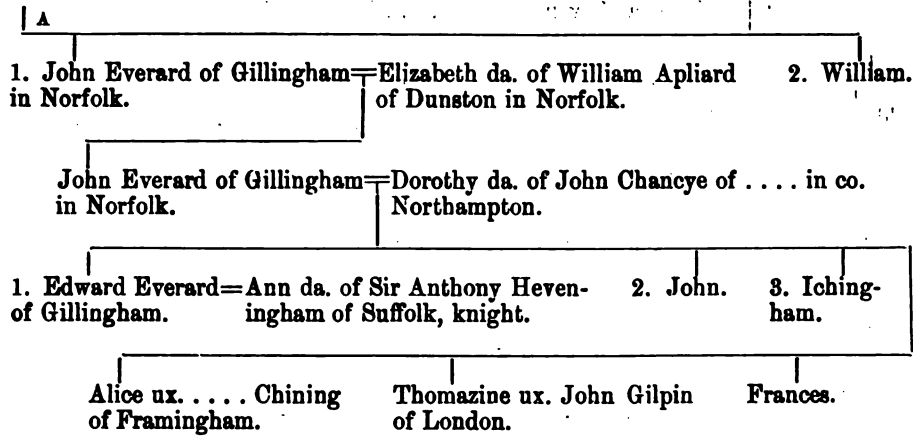 A
1. John Everard of Gillingham=Elizabeth da. of William Apliard 2. William.
in Norfolk. of Dunston in Norfolk.
John Everard of Gillingham=Dorothy da. of John Chancye of . . . . in co.
in Norfolk. Northampton.
1. Edward Everard=Ann da. of Sir Anthony Heven- 2. John. 3. Iching-
of Gillingham. ingham of Suffolk, knight. ham.
Alice ux. . . . . Chining Thomazine ux. John Gilpin Frances.
of Framingham. of London.